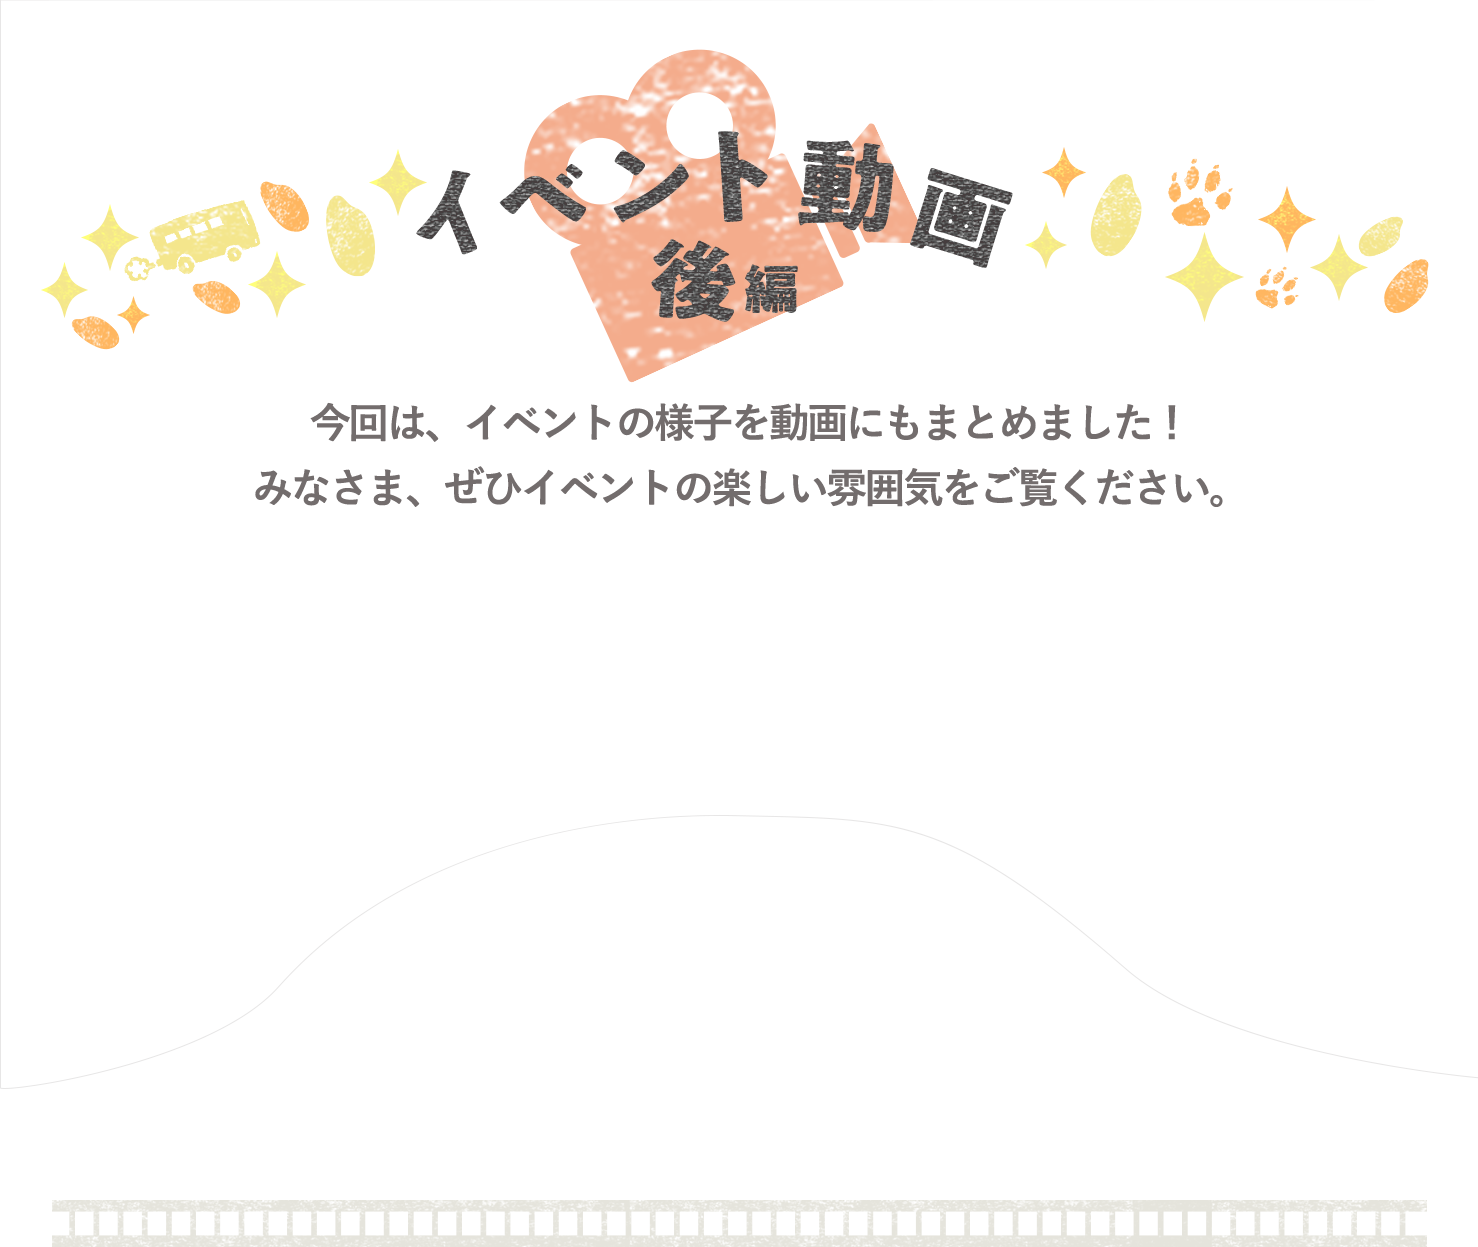 イベント動画
後編
今回は、イベントの様子を動画にもまとめました！
みなさま、ぜひイベントの楽しい雰囲気をご覧ください。